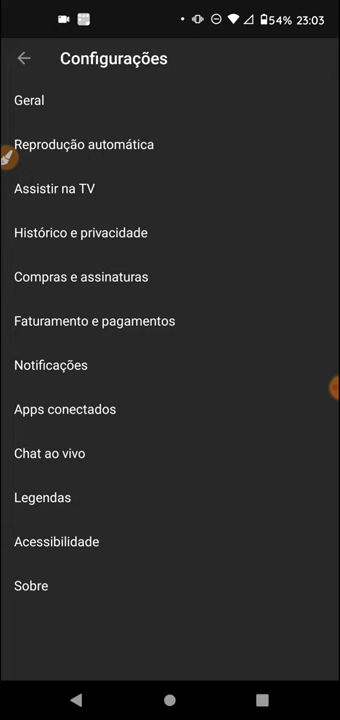 54% 23:03
Configurações
Geral
Reprodução automática
Assistir na TV
Histórico e privacidade
Compras e assinaturas
Faturamento e pagamentos
Notificações
Apps conectados
Chat ao vivo
Legendas
Acessibilidade
Sobre